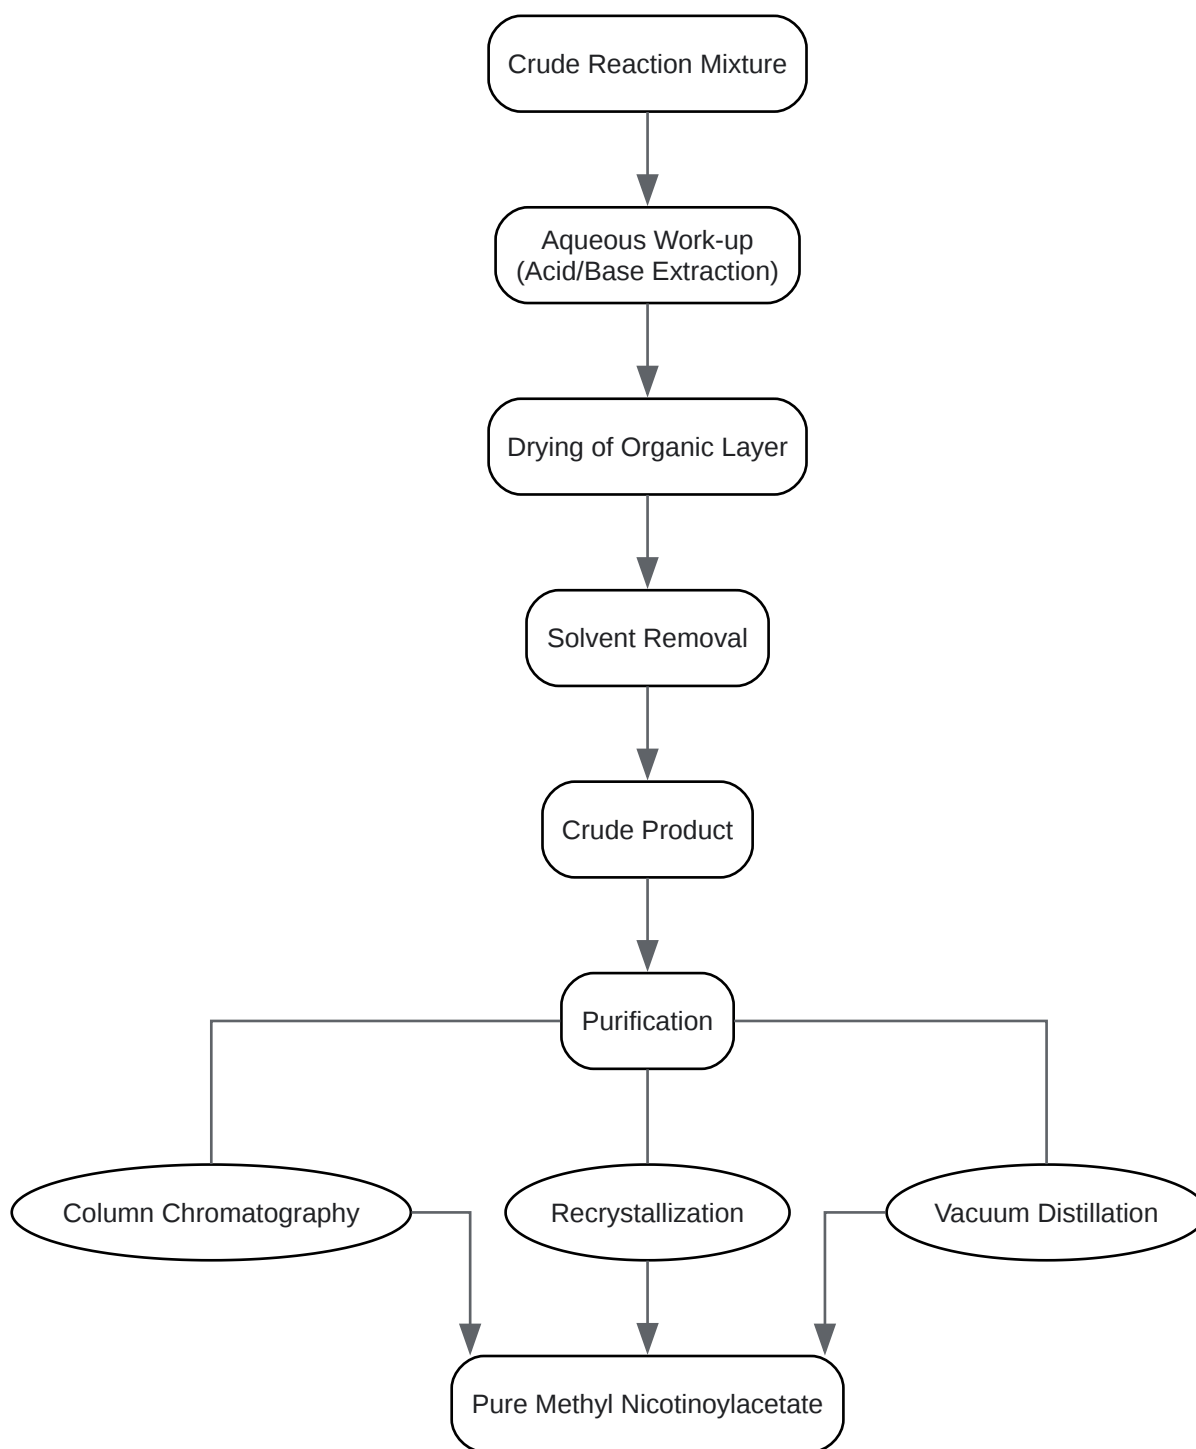 Crude Reaction Mixture
Aqueous Work-up
(Acid/Base Extraction)
Drying of Organic Layer
Solvent Removal
Crude Product
Purification
Column Chromatography
Recrystallization
Vacuum Distillation
Pure Methyl Nicotinoylacetate